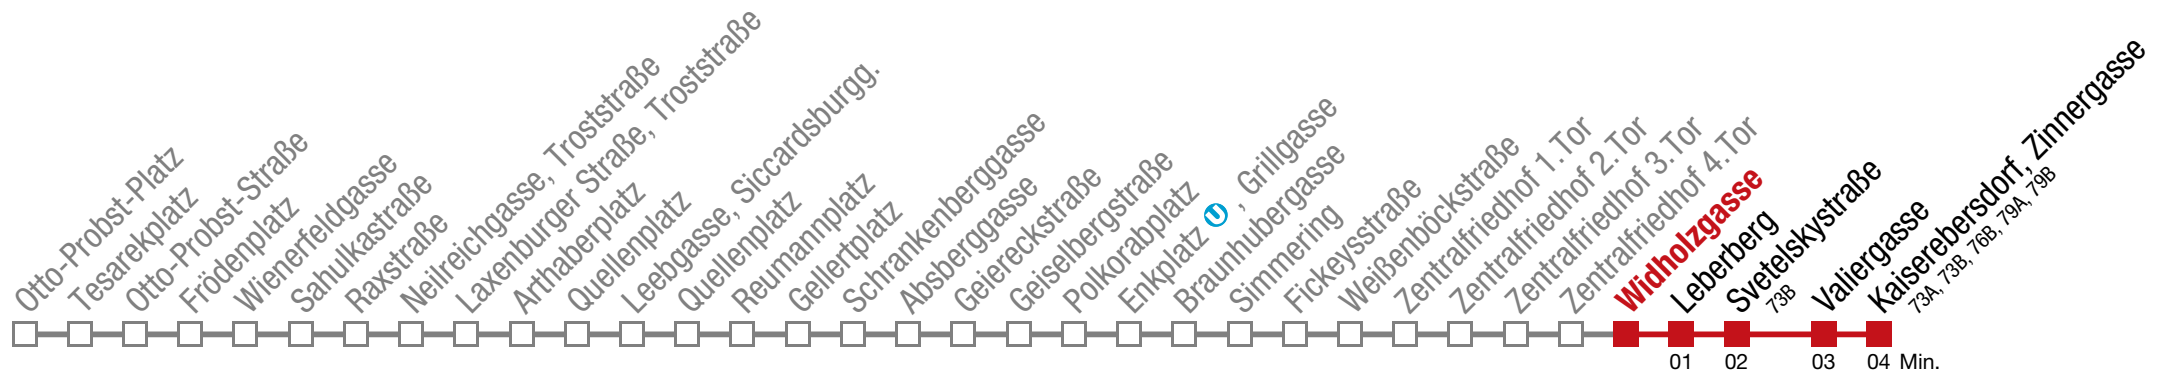 Otto-Probst-Platz
Tesarekplatz
Otto-Probst-Straße
Frödenplatz
Wienerfeldgasse
Sahulkastraße
Raxstraße
Neilreichgasse, Troststraße
Laxenburger Straße, Troststraße
Arthaberplatz
Quellenplatz
Leebgasse, Siccardsburgg.
Quellenplatz
Reumannplatz
Gellertplatz
Schrankenberggasse
Absberggasse
Geiereckstraße
Geiselbergstraße
Polkorabplatz
Enkplatz U, Grillgasse
Braunhubergasse
Simmering
Fickeysstraße
Weißenböckstraße
Zentralfriedhof 1.Tor
Zentralfriedhof 2.Tor
Zentralfriedhof 3.Tor
Zentralfriedhof 4.Tor
Widholzgasse
Leberberg
Svetelskystraße
73B
Valiergasse
Kaiserebersdorf, Zinnergasse
73A, 73B, 76B, 79A, 79B
01 02 03 04 Min.